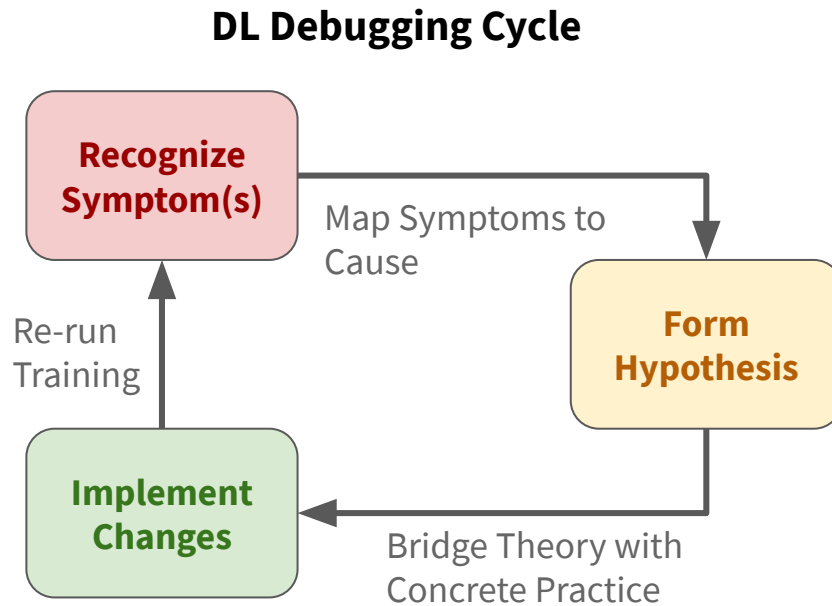 DL Debugging Cycle
Recognize
Symptom(s)
Map Symptoms to
Cause
Form
Hypothesis
Re-run
Training
Implement
Changes
Bridge Theory with
Concrete Practice